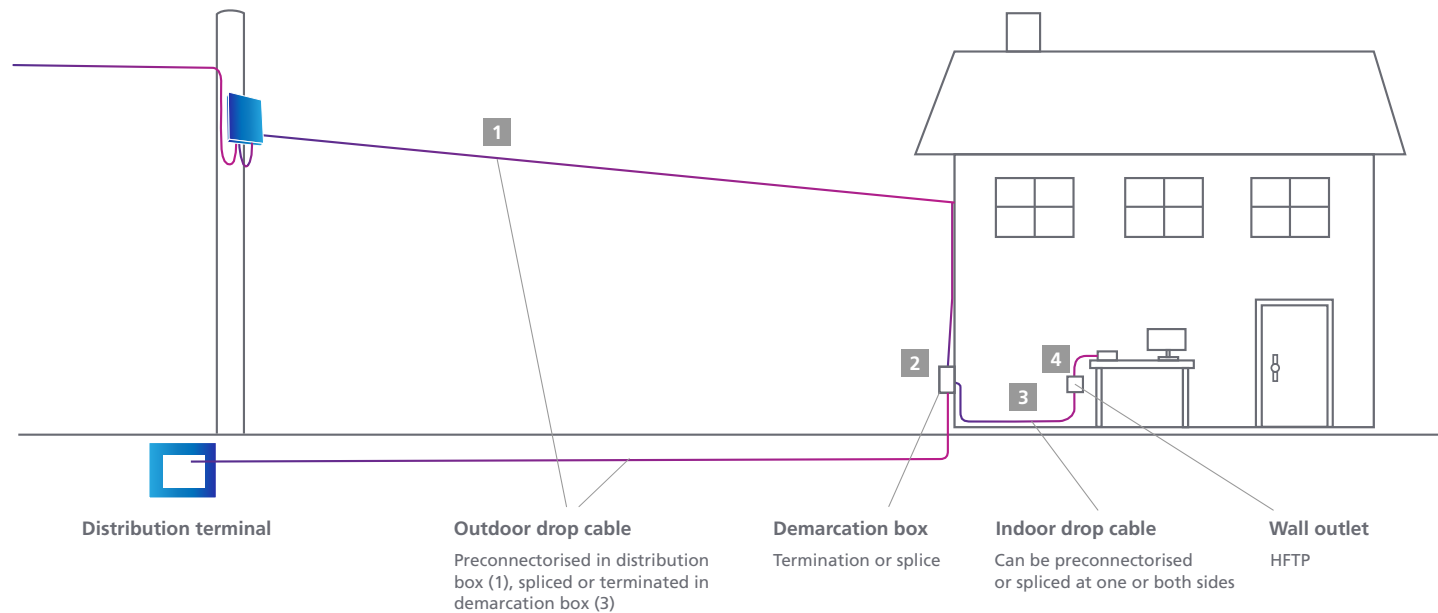 1
2
4
3
Distribution terminal
Outdoor drop cable
Preconnectorised in distribution
box (1), spliced or terminated in
demarcation box (3)
Demarcation box
Termination or splice
Indoor drop cable
Can be preconnectorised
or spliced at one or both sides
Wall outlet
HFTP